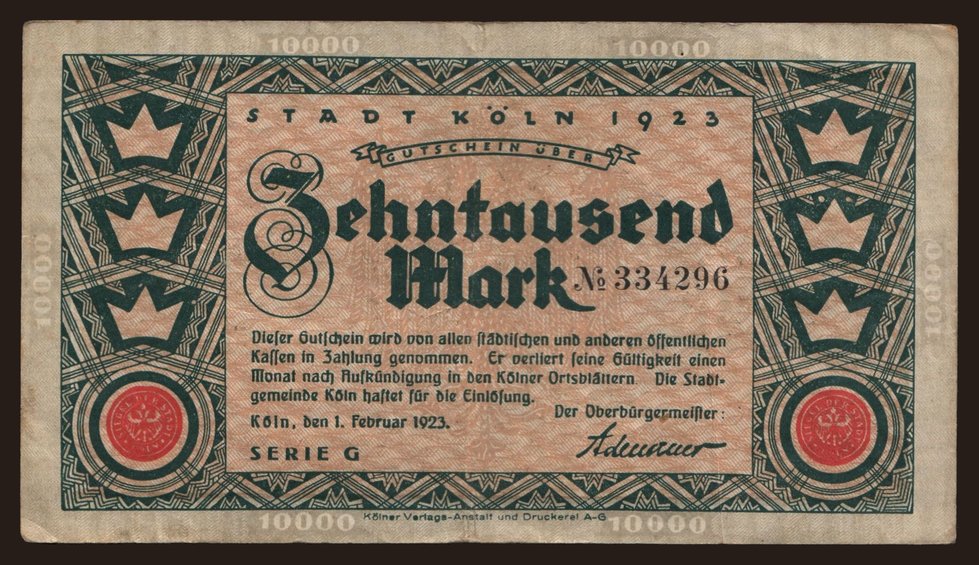 10000 10000
STADT KÖLN 1923
GUTSCHEIN ÜBER
Zehntausend
Mark
№ 334296
Dieser Gutschein wird von allen städtischen und anderen öffentlichen
Kassen in Zahlung genommen. Er verliert seine Gültigkeit einen
Monat nach Aufkündigung in den Kölner Ortsblättern. Die Stadt-
gemeinde Köln haftet für die Einlösung.
Der Oberbürgermeister:
Köln, den 1. Februar 1923.
Adenauer
SERIE G
10000
10000
10000 10000
Kölner Verlags-Anstalt und Druckerei A-G